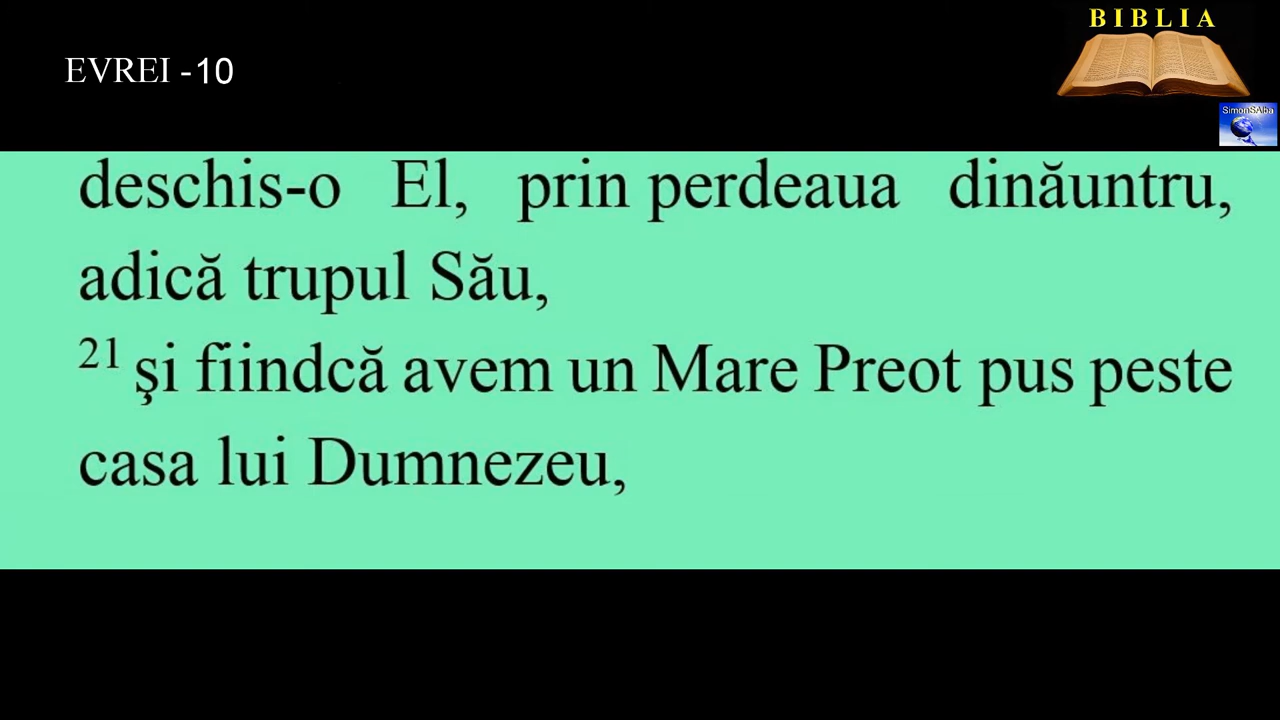 BIBLIA
EVREI -10
SimonSAlba
deschis-o El, prin perdeaua dinăuntru,
adică trupul Său,
21 şi fiindcă avem un Mare Preot pus peste
casa lui Dumnezeu,